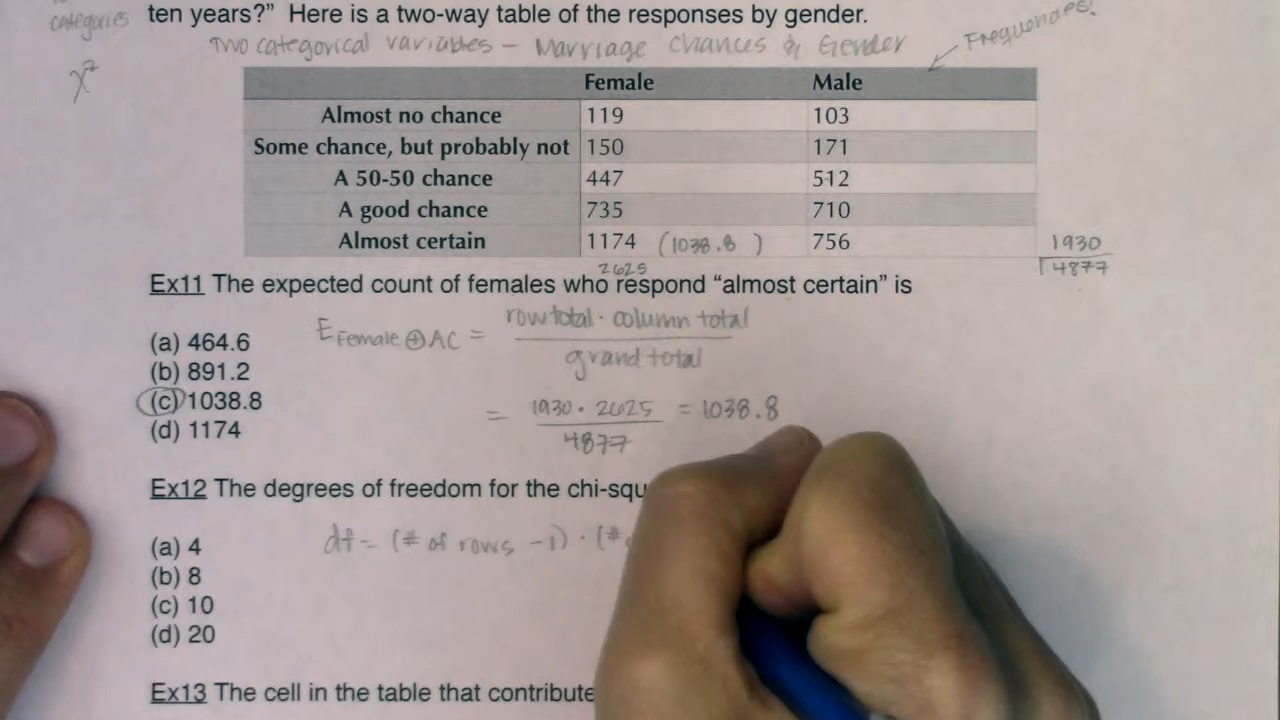 categories
ten years?" Here is a two-way table of the responses by gender.
Two categorical variables - Marriage Chances & Gender
Frequencies!
χ²
Female Male
Almost no chance 119 103
Some chance, but probably not 150 171
A 50-50 chance 447 512
A good chance 735 710
Almost certain 1174 (1038.8) 756 1930
2625 4877
Ex11 The expected count of females who respond "almost certain" is
E Female ⊕ AC = row total · column total
grand total
(a) 464.6
(b) 891.2
(c) 1038.8
(d) 1174
= 1930 · 2625 = 1038.8
4877
Ex12 The degrees of freedom for the chi-squ
df = (# of rows - 1) · (#
(a) 4
(b) 8
(c) 10
(d) 20
Ex13 The cell in the table that contribute